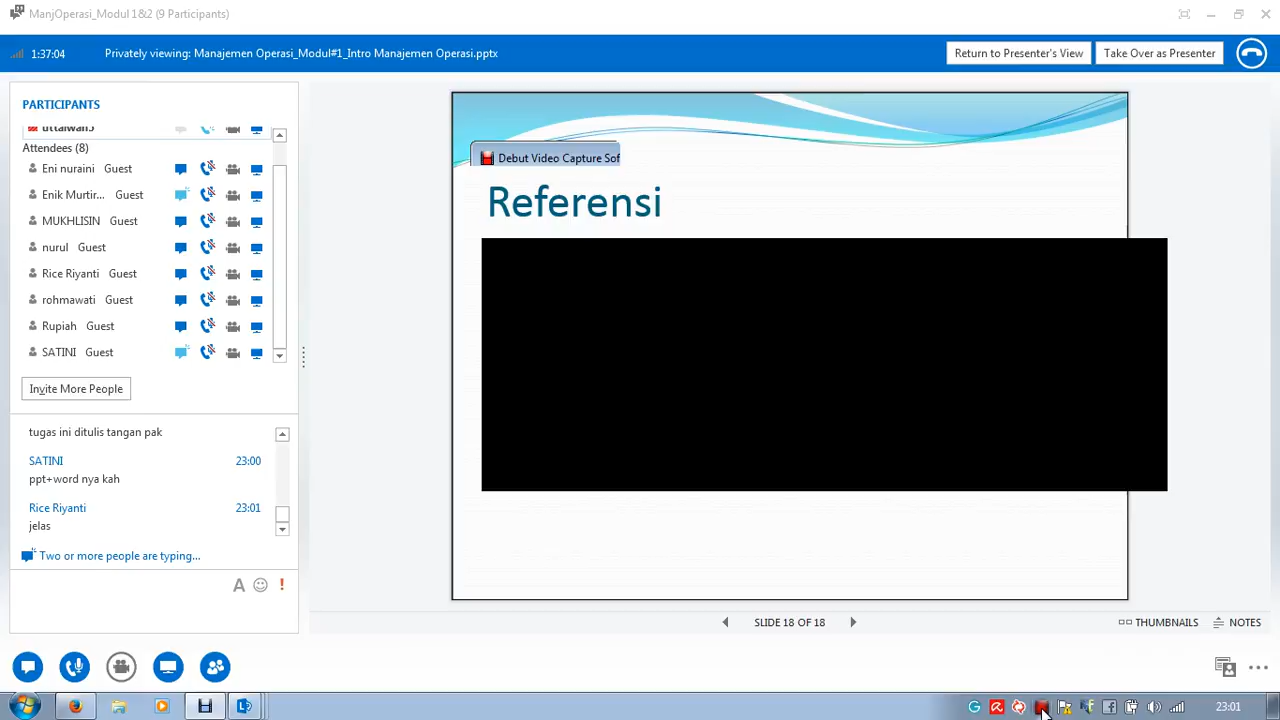 ManjOperasi_Modul 1&2 (9 Participants)
1:37:04
Privately viewing: Manajemen Operasi_Modul#1_Intro Manajemen Operasi.pptx
Return to Presenter's View
Take Over as Presenter
PARTICIPANTS
Attendees (8)
Eni nuraini Guest
Enik Murtir... Guest
MUKHLISIN Guest
nurul Guest
Rice Riyanti Guest
rohmawati Guest
Rupiah Guest
SATINI Guest
Invite More People
tugas ini ditulis tangan pak
SATINI 23:00
ppt+word nya kah
Rice Riyanti 23:01
jelas
Two or more people are typing...
Debut Video Capture Sof
Referensi
SLIDE 18 OF 18
THUMBNAILS
NOTES
23:01